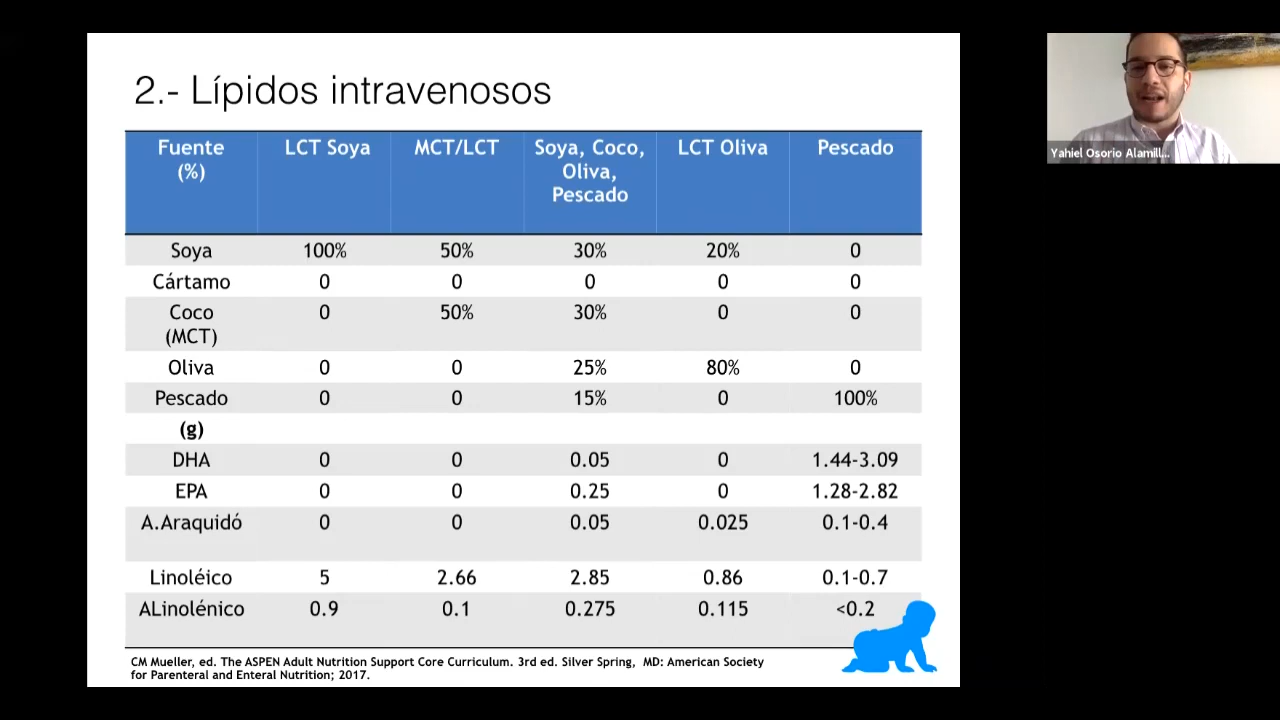 2.- Lípidos intravenosos
Fuente (%) LCT Soya MCT/LCT Soya, Coco, Oliva, Pescado LCT Oliva Pescado
Soya 100% 50% 30% 20% 0
Cártamo 0 0 0 0 0
Coco (MCT) 0 50% 30% 0 0
Oliva 0 0 25% 80% 0
Pescado 0 0 15% 0 100%
(g)
DHA 0 0 0.05 0 1.44-3.09
EPA 0 0 0.25 0 1.28-2.82
A.Araquidó 0 0 0.05 0.025 0.1-0.4
Linoléico 5 2.66 2.85 0.86 0.1-0.7
ALinolénico 0.9 0.1 0.275 0.115 <0.2
CM Mueller, ed. The ASPEN Adult Nutrition Support Core Curriculum. 3rd ed. Silver Spring, MD: American Society
for Parenteral and Enteral Nutrition; 2017.
Yahiel Osorio Alamill...